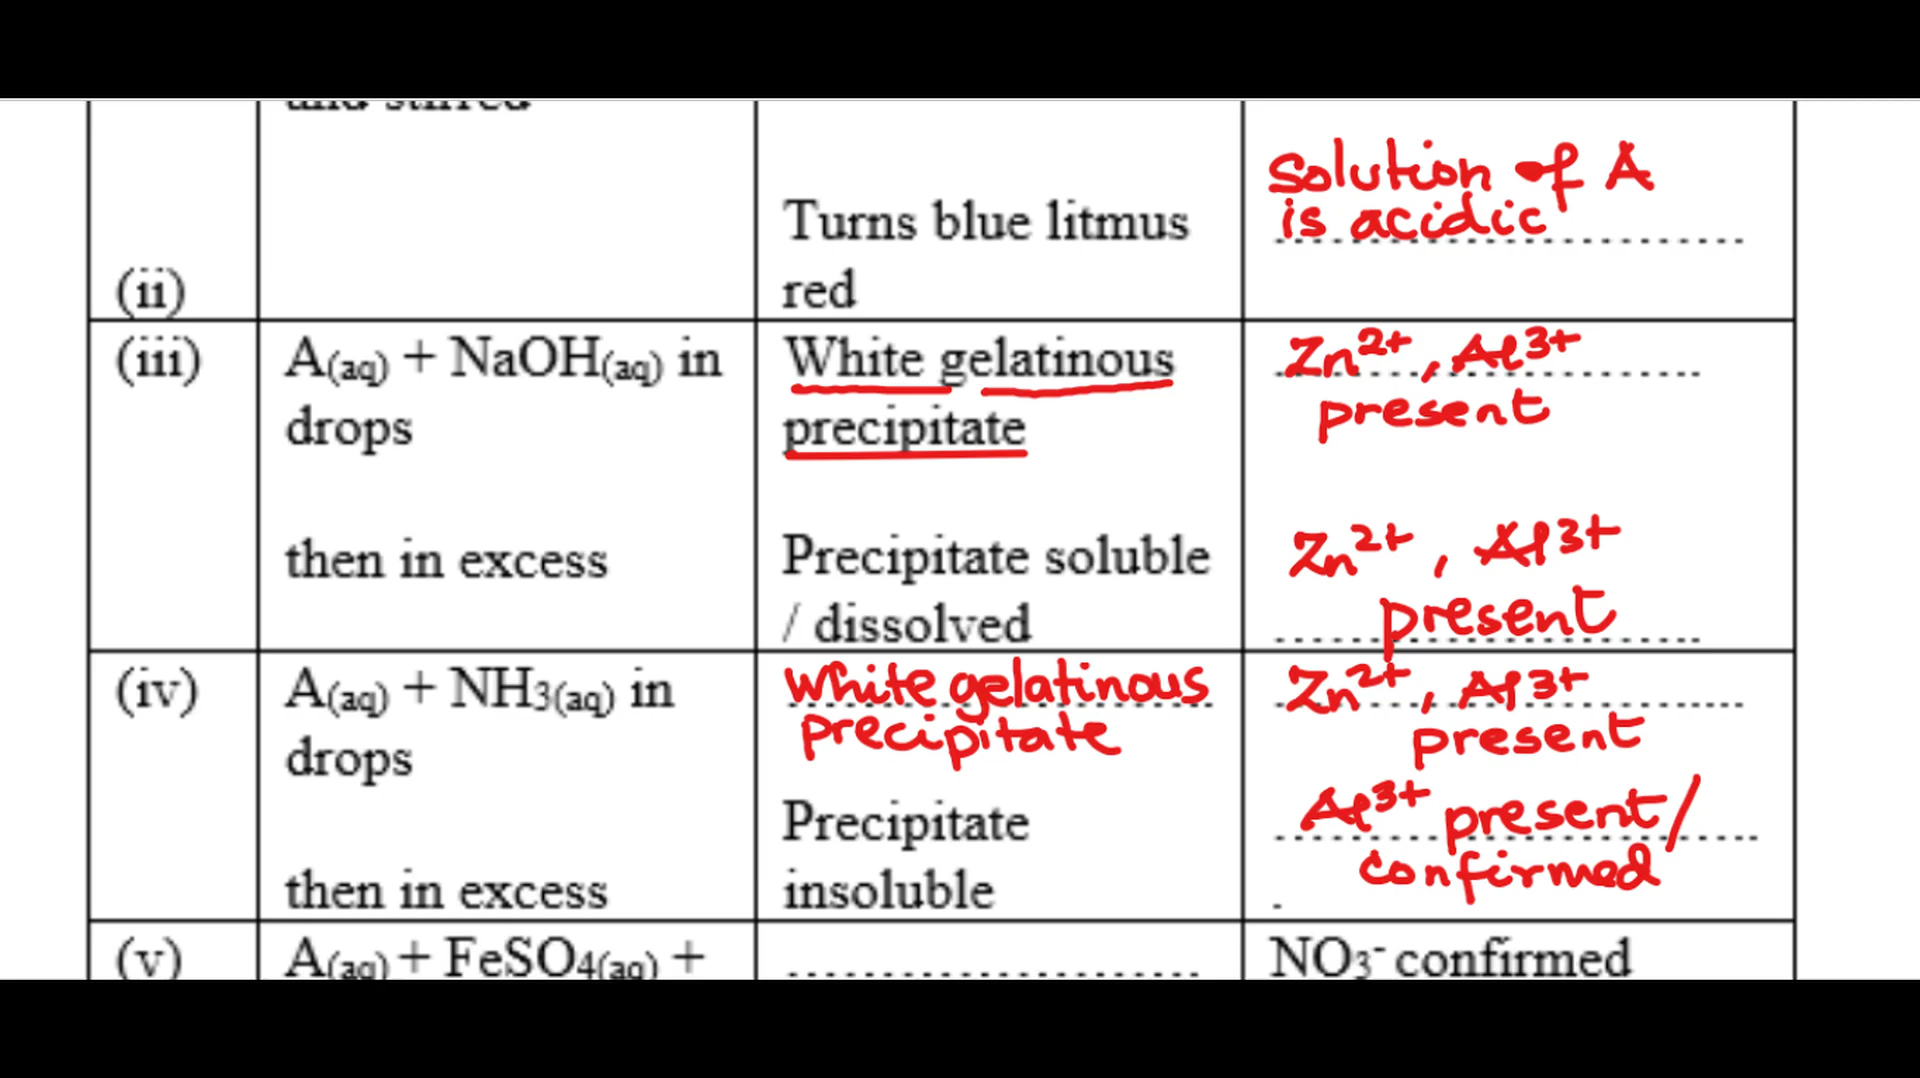 and stirred
Solution of A
is acidic
Turns blue litmus
(ii)
red
(iii)
A(aq) + NaOH(aq) in
drops
White gelatinous
precipitate
Zn²⁺, Al³⁺
present
then in excess
Precipitate soluble
/ dissolved
Zn²⁺, Al³⁺
present
(iv)
A(aq) + NH₃(aq) in
drops
White gelatinous
precipitate
Zn²⁺, Al³⁺
present
then in excess
Precipitate
insoluble
Al³⁺ present/
confirmed
(v)
A(aq) + FeSO₄(aq) +
........................
NO₃⁻ confirmed